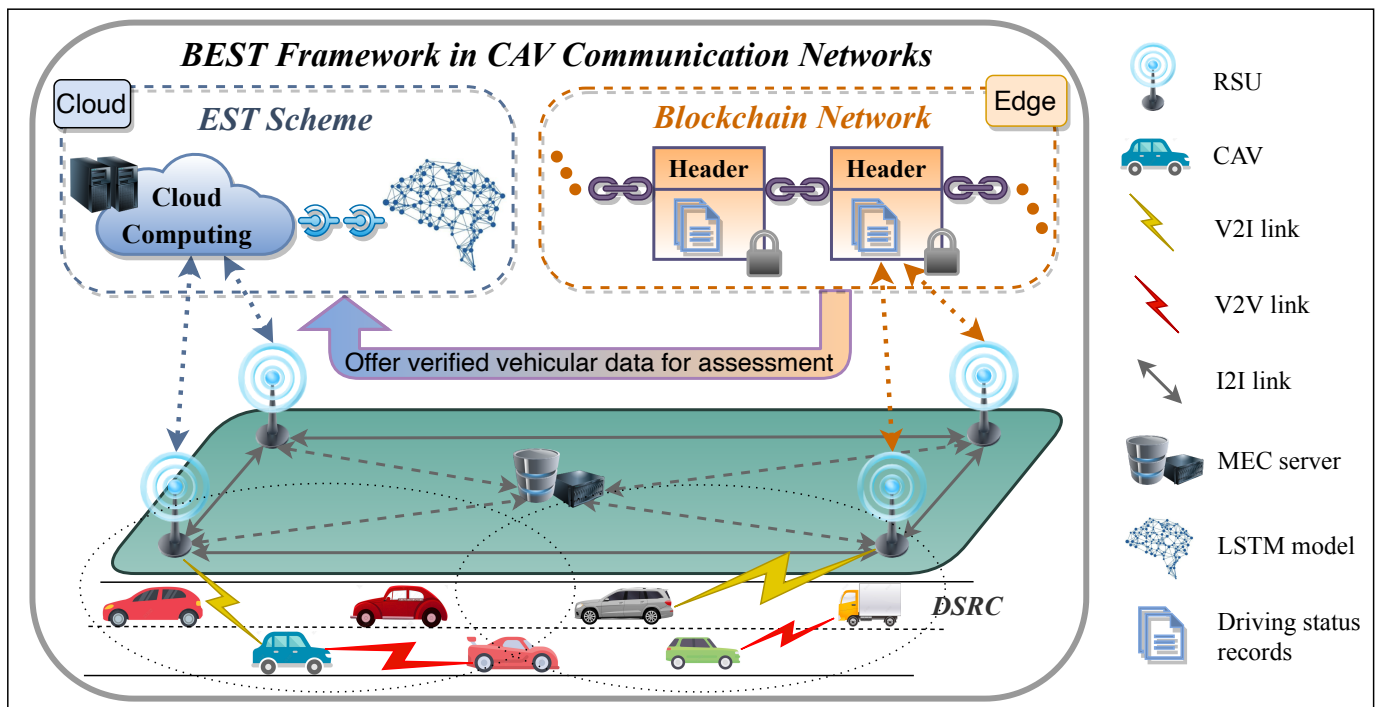 BEST Framework in CAV Communication Networks
Cloud
EST Scheme
Cloud
Computing
Edge
Blockchain Network
Header
Header
Offer verified vehicular data for assessment
DSRC
RSU
CAV
V2I link
V2V link
I2I link
MEC server
LSTM model
Driving status
records